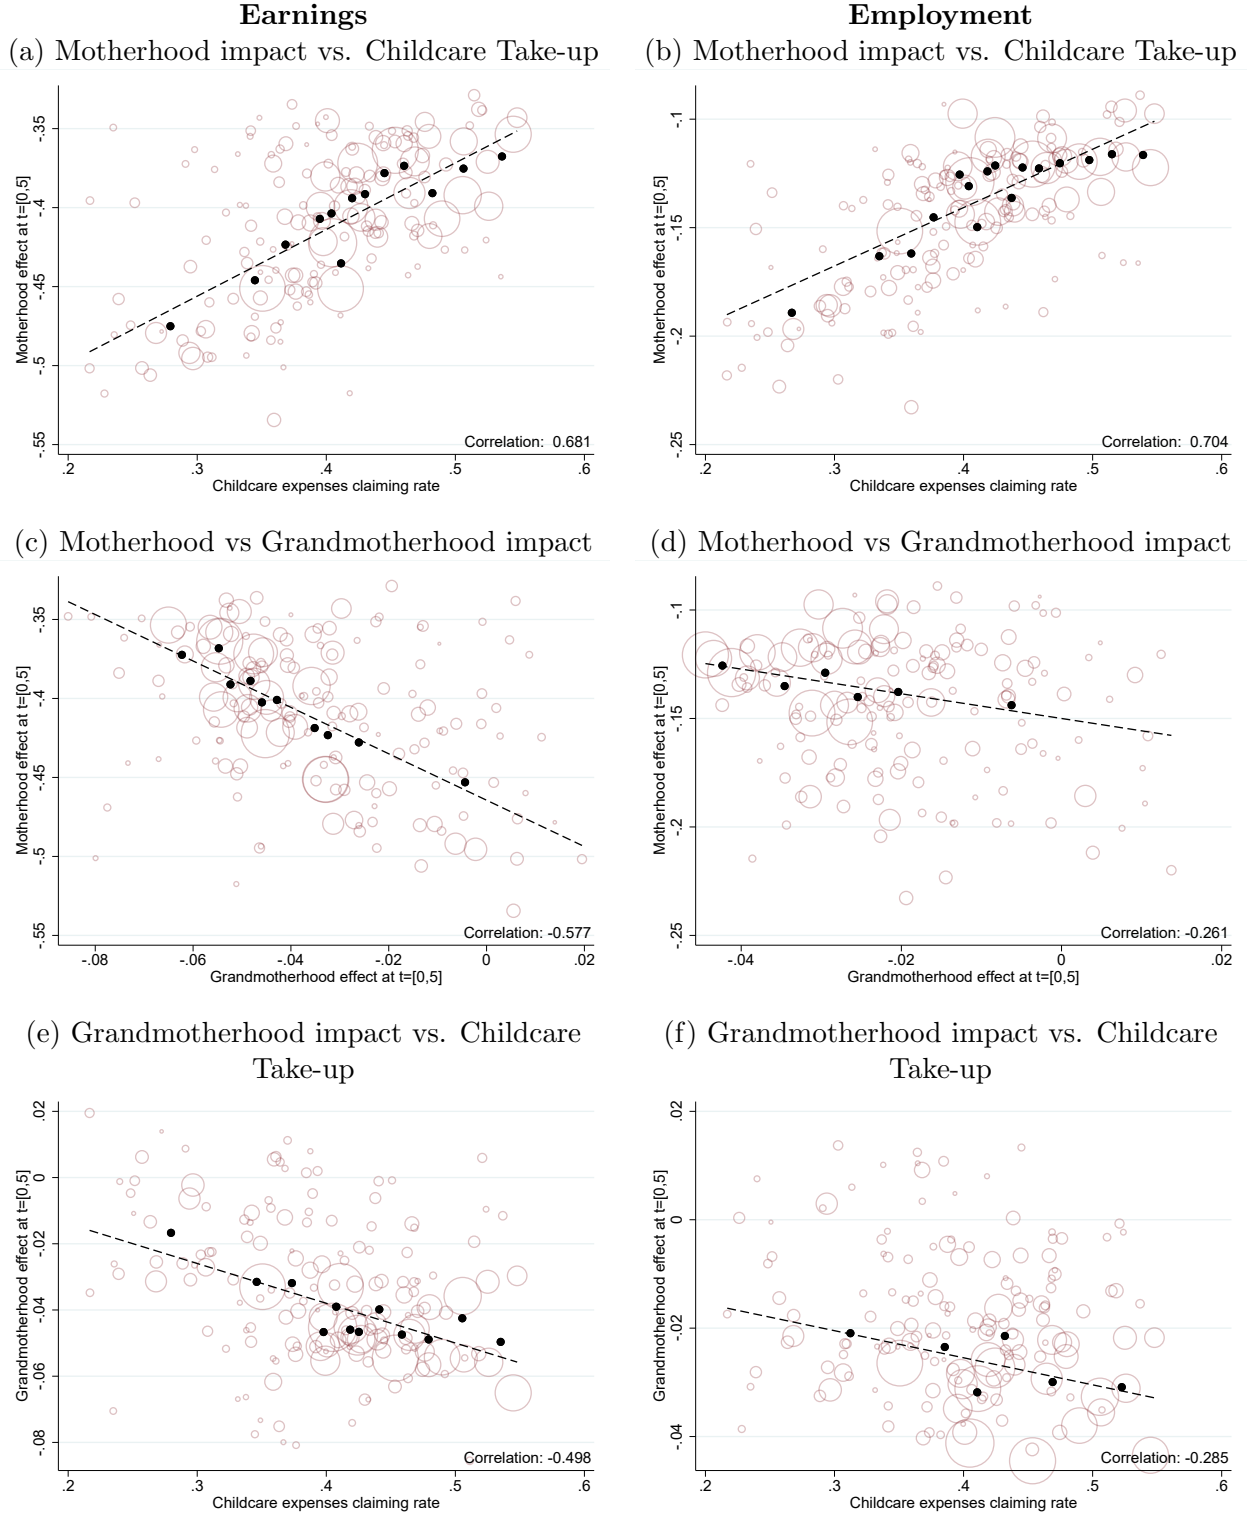 Earnings
Employment
(a) Motherhood impact vs. Childcare Take-up
(b) Motherhood impact vs. Childcare Take-up
Motherhood effect at t=[0,5]
-.35
-.4
-.45
-.5
-.55
Correlation: 0.681
.2 .3 .4 .5 .6
Childcare expenses claiming rate
Motherhood effect at t=[0,5]
-.1
-.15
-.2
-.25
Correlation: 0.704
.2 .3 .4 .5 .6
Childcare expenses claiming rate
(c) Motherhood vs Grandmotherhood impact
(d) Motherhood vs Grandmotherhood impact
Motherhood effect at t=[0,5]
-.35
-.4
-.45
-.5
-.55
Correlation: -0.577
-.08 -.06 -.04 -.02 0 .02
Grandmotherhood effect at t=[0,5]
Motherhood effect at t=[0,5]
-.1
-.15
-.2
-.25
Correlation: -0.261
-.04 -.02 0 .02
Grandmotherhood effect at t=[0,5]
(e) Grandmotherhood impact vs. Childcare
Take-up
(f) Grandmotherhood impact vs. Childcare
Take-up
Grandmotherhood effect at t=[0,5]
.02
0
-.02
-.04
-.06
-.08
Correlation: -0.498
.2 .3 .4 .5 .6
Childcare expenses claiming rate
Grandmotherhood effect at t=[0,5]
.02
0
-.02
-.04
Correlation: -0.285
.2 .3 .4 .5 .6
Childcare expenses claiming rate